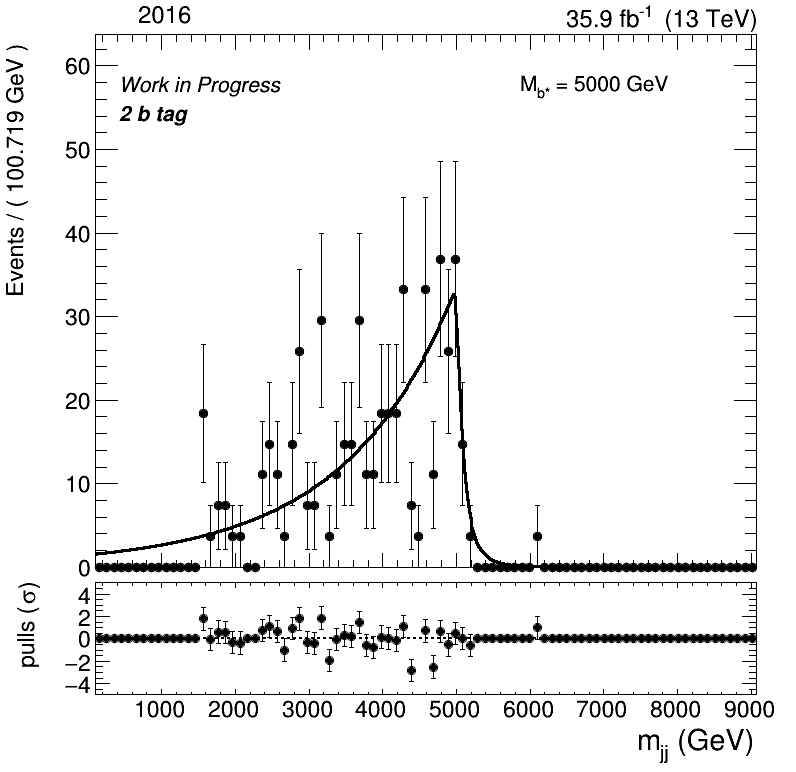 2016
35.9 fb⁻¹ (13 TeV)
Work in Progress
2 b tag
M_b* = 5000 GeV
Events / ( 100.719 GeV )
60
50
40
30
20
10
0
pulls (σ)
4
2
0
−2
−4
1000 2000 3000 4000 5000 6000 7000 8000 9000
m_jj (GeV)